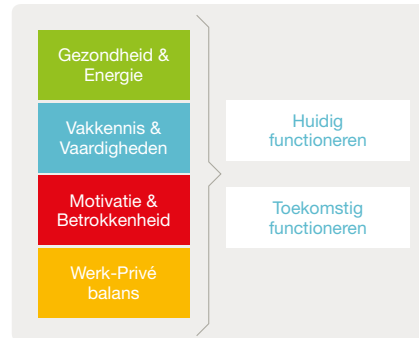 Gezondheid &
Energie
Vakkennis &
Vaardigheden
Motivatie &
Betrokkenheid
Werk-Privé
balans
Huidig
functioneren
Toekomstig
functioneren